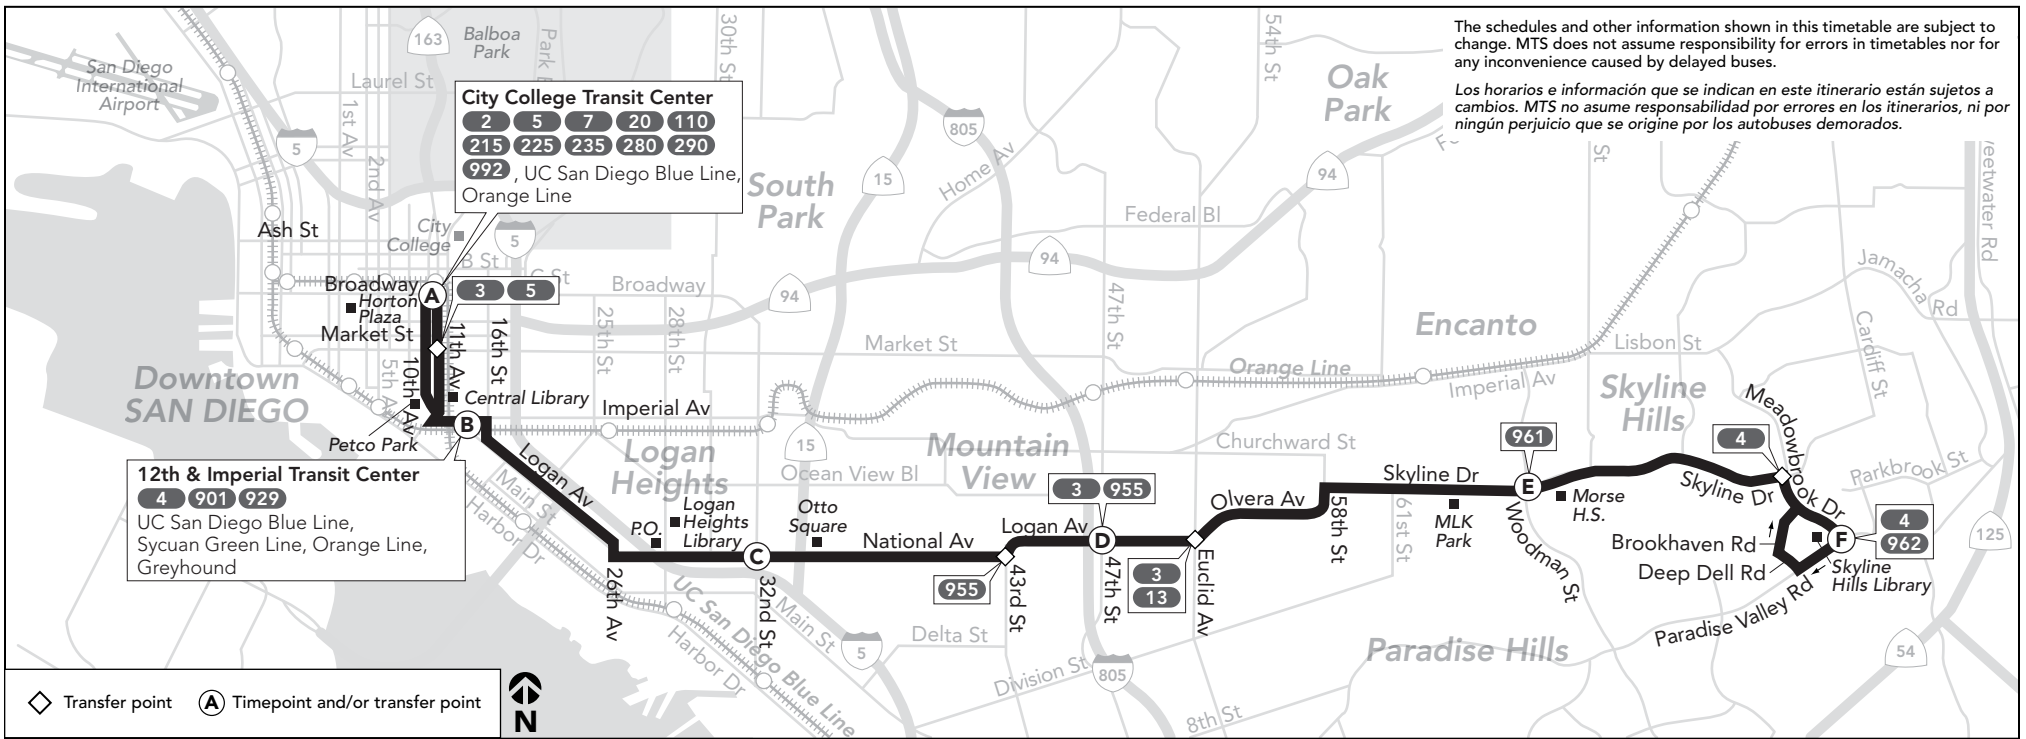 The schedules and other information shown in this timetable are subject to
change. MTS does not assume responsibility for errors in timetables nor for
any inconvenience caused by delayed buses.
Los horarios e información que se indican en este itinerario están sujetos a
cambios. MTS no asume responsabilidad por errores en los itinerarios, ni por
ningún perjuicio que se origine por los autobuses demorados.
163
Balboa
Park
30th St
54th St
Oak
Park
San Diego
International
Airport
Laurel St
1st Av
2nd Av
5
805
City College Transit Center
2 5 7 20 110
215 225 235 280 290
992 , UC San Diego Blue Line,
Orange Line
South
Park
15
Home Av
94
St
Federal Bl
Ash St
City
College
5
B St
C St
94
94
Jamacha Rd
Broadway
A
3 5
Broadway
Horton
Plaza
Market St
11th Av
16th St
25th St
28th St
47th St
Market St
Encanto
Lisbon St
Cardiff St
Orange Line
Imperial Av
Downtown
SAN DIEGO
5th Av
10th Av
Central Library
Imperial Av
Skyline
Hills
Meadowbrook Dr
Petco Park
B
15
Logan
Heights
Mountain
View
Churchward St
961
4
Parkbrook St
12th & Imperial Transit Center
4 901 929
UC San Diego Blue Line,
Sycuan Green Line, Orange Line,
Greyhound
Logan Av
Main St
Harbor Dr
Ocean View Bl
3 955
Olvera Av
Skyline Dr
E
Morse
H.S.
Skyline Dr
P.O.
Logan
Heights
Library
Otto
Square
National Av
Logan Av
D
58th St
61st St
MLK
Park
Woodman St
F
4
962
125
C
26th Av
32nd St
955
43rd St
47th St
3
13
Euclid Av
Brookhaven Rd
Deep Dell Rd
Skyline
Hills Library
Paradise Valley Rd
UC San Diego Blue Line
Main St
Harbor Dr
5
Delta St
Division St
805
8th St
Paradise Hills
54
Transfer point
A Timepoint and/or transfer point
N